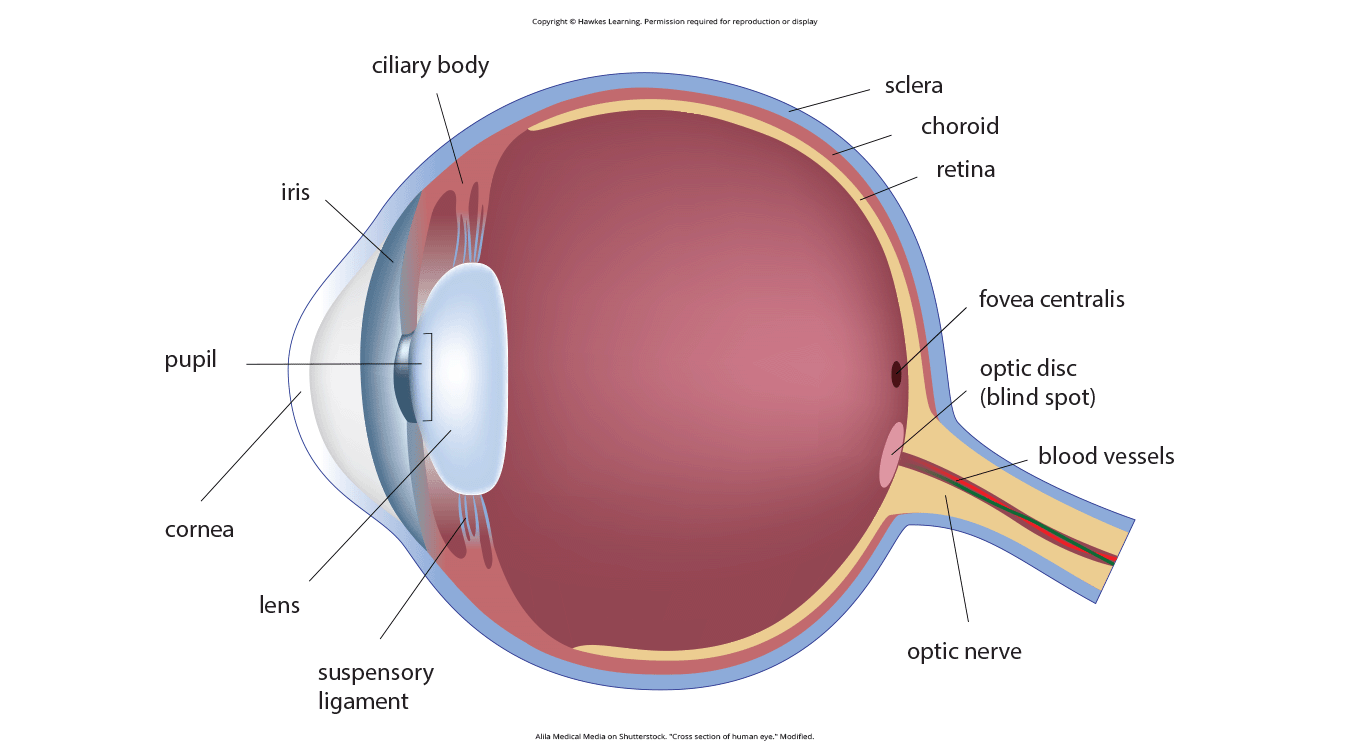 Copyright © Hawkes Learning. Permission required for reproduction or display
ciliary body
sclera
choroid
retina
iris
fovea centralis
pupil
optic disc
(blind spot)
blood vessels
cornea
lens
optic nerve
suspensory
ligament
Alila Medical Media on Shutterstock. "Cross section of human eye." Modified.